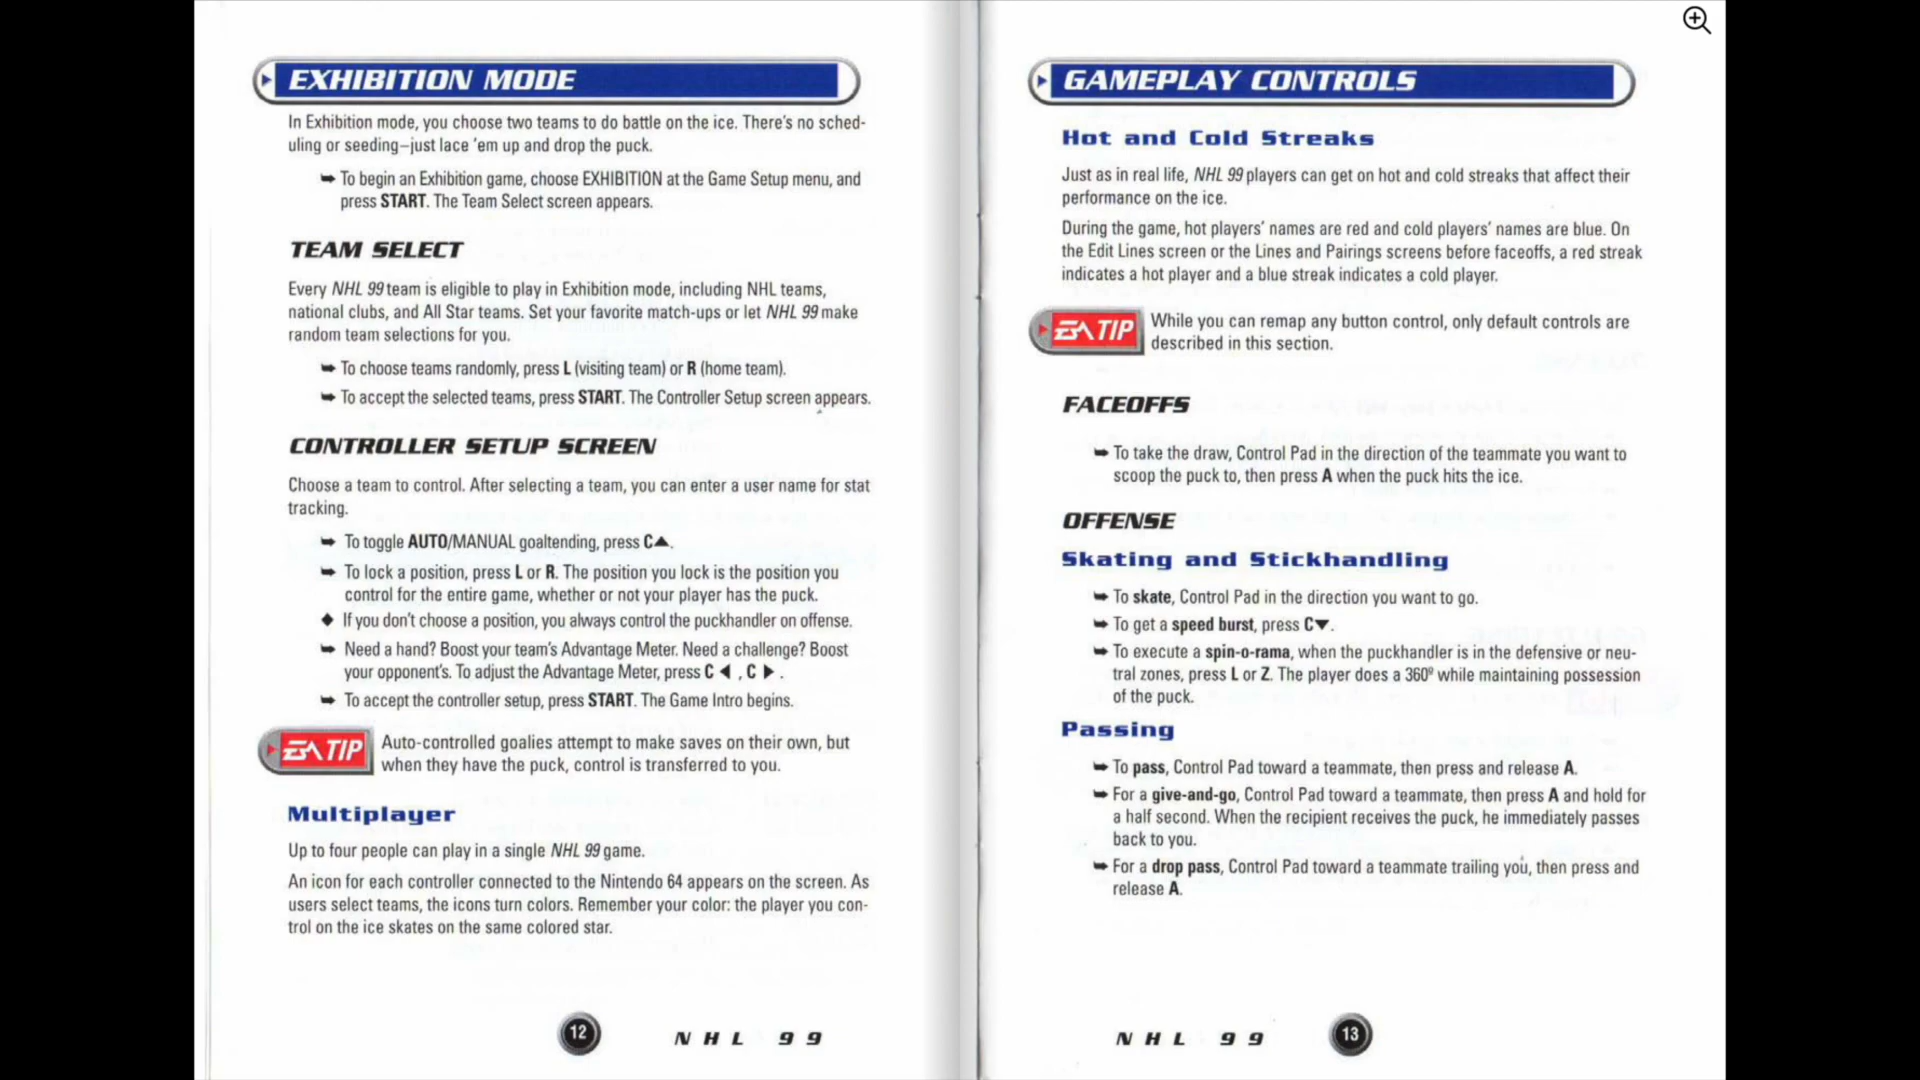 EXHIBITION MODE
In Exhibition mode, you choose two teams to do battle on the ice. There's no sched-
uling or seeding–just lace 'em up and drop the puck.
➥ To begin an Exhibition game, choose EXHIBITION at the Game Setup menu, and
press START. The Team Select screen appears.
TEAM SELECT
Every NHL 99 team is eligible to play in Exhibition mode, including NHL teams,
national clubs, and All Star teams. Set your favorite match-ups or let NHL 99 make
random team selections for you.
➥ To choose teams randomly, press L (visiting team) or R (home team).
➥ To accept the selected teams, press START. The Controller Setup screen appears.
CONTROLLER SETUP SCREEN
Choose a team to control. After selecting a team, you can enter a user name for stat
tracking.
➥ To toggle AUTO/MANUAL goaltending, press C▲.
➥ To lock a position, press L or R. The position you lock is the position you
control for the entire game, whether or not your player has the puck.
◆ If you don't choose a position, you always control the puckhandler on offense.
➥ Need a hand? Boost your team's Advantage Meter. Need a challenge? Boost
your opponent's. To adjust the Advantage Meter, press C ◀ , C ▶ .
➥ To accept the controller setup, press START. The Game Intro begins.
EA TIP
Auto-controlled goalies attempt to make saves on their own, but
when they have the puck, control is transferred to you.
Multiplayer
Up to four people can play in a single NHL 99 game.
An icon for each controller connected to the Nintendo 64 appears on the screen. As
users select teams, the icons turn colors. Remember your color: the player you con-
trol on the ice skates on the same colored star.
12
NHL 99
GAMEPLAY CONTROLS
Hot and Cold Streaks
Just as in real life, NHL 99 players can get on hot and cold streaks that affect their
performance on the ice.
During the game, hot players' names are red and cold players' names are blue. On
the Edit Lines screen or the Lines and Pairings screens before faceoffs, a red streak
indicates a hot player and a blue streak indicates a cold player.
EA TIP
While you can remap any button control, only default controls are
described in this section.
FACEOFFS
➥ To take the draw, Control Pad in the direction of the teammate you want to
scoop the puck to, then press A when the puck hits the ice.
OFFENSE
Skating and Stickhandling
➥ To skate, Control Pad in the direction you want to go.
➥ To get a speed burst, press C▼.
➥ To execute a spin-o-rama, when the puckhandler is in the defensive or neu-
tral zones, press L or Z. The player does a 360º while maintaining possession
of the puck.
Passing
➥ To pass, Control Pad toward a teammate, then press and release A.
➥ For a give-and-go, Control Pad toward a teammate, then press A and hold for
a half second. When the recipient receives the puck, he immediately passes
back to you.
➥ For a drop pass, Control Pad toward a teammate trailing you, then press and
release A.
NHL 99
13